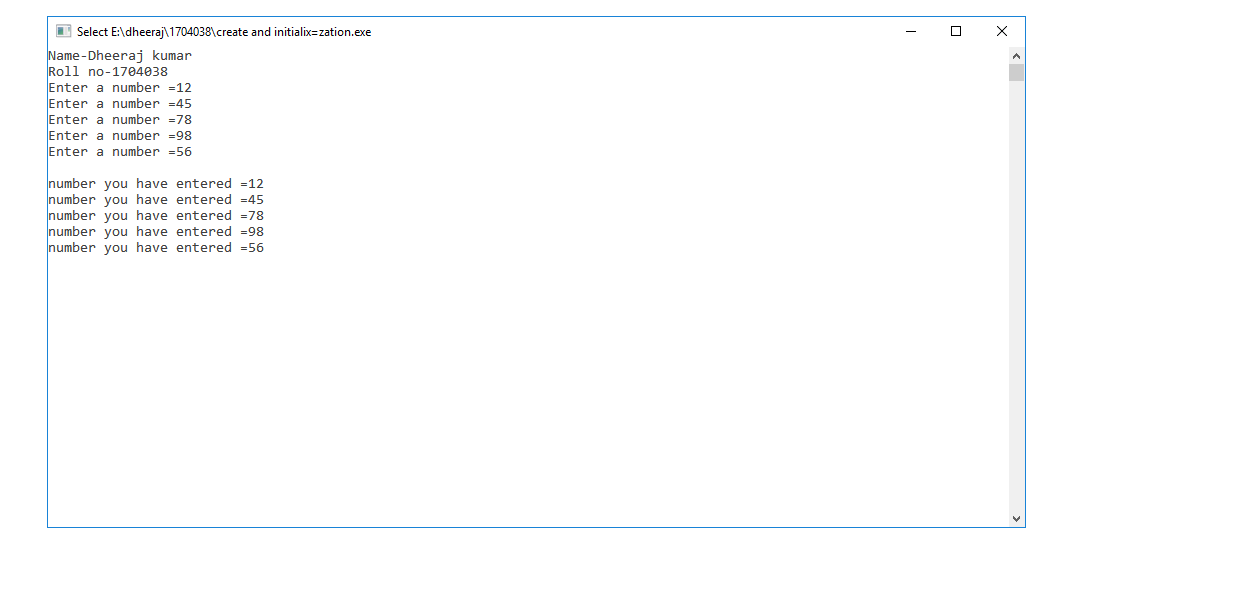 Select E:\dheeraj\1704038\create and initialix=zation.exe
Name-Dheeraj kumar
Roll no-1704038
Enter a number =12
Enter a number =45
Enter a number =78
Enter a number =98
Enter a number =56
number you have entered =12
number you have entered =45
number you have entered =78
number you have entered =98
number you have entered =56